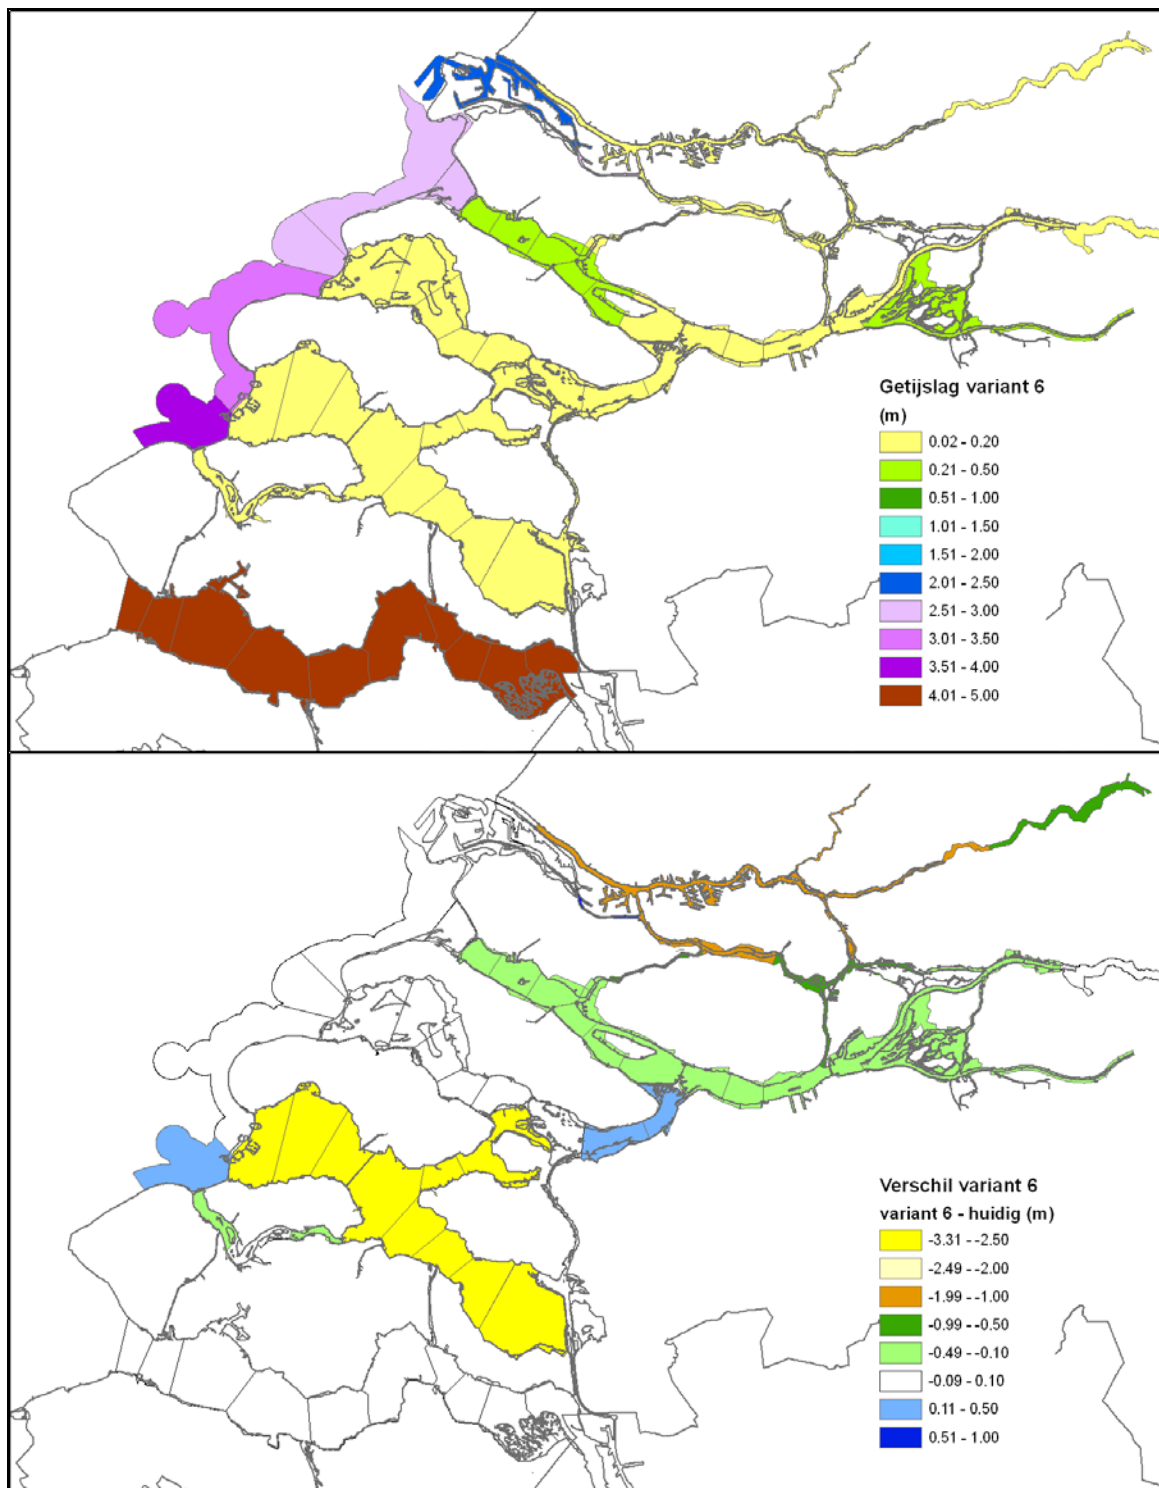 Getijslag variant 6
(m)
0.02 - 0.20
0.21 - 0.50
0.51 - 1.00
1.01 - 1.50
1.51 - 2.00
2.01 - 2.50
2.51 - 3.00
3.01 - 3.50
3.51 - 4.00
4.01 - 5.00
Verschil variant 6
variant 6 - huidig (m)
-3.31 - -2.50
-2.49 - -2.00
-1.99 - -1.00
-0.99 - -0.50
-0.49 - -0.10
-0.09 - 0.10
0.11 - 0.50
0.51 - 1.00